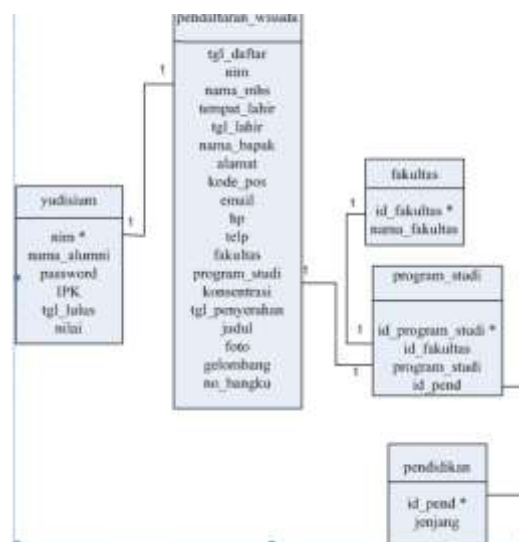 pendaftaran_wisuda
tgl_daftar
nim
nama_mhs
tempat_lahir
tgl_lahir
nama_bapak
alamat
kode_pos
email
hp
telp
fakultas
program_studi
konsentrasi
tgl_penyerahan
judul
foto
gelombang
no_bangku
1
1
1
yudisium
nim *
nama_alumni
password
IPK
tgl_lulus
nilai
fakultas
id_fakultas *
nama_fakultas
1
1
1
program_studi
id_program_studi *
id_fakultas
program_studi
id_pend
pendidikan
id_pend *
jenjang